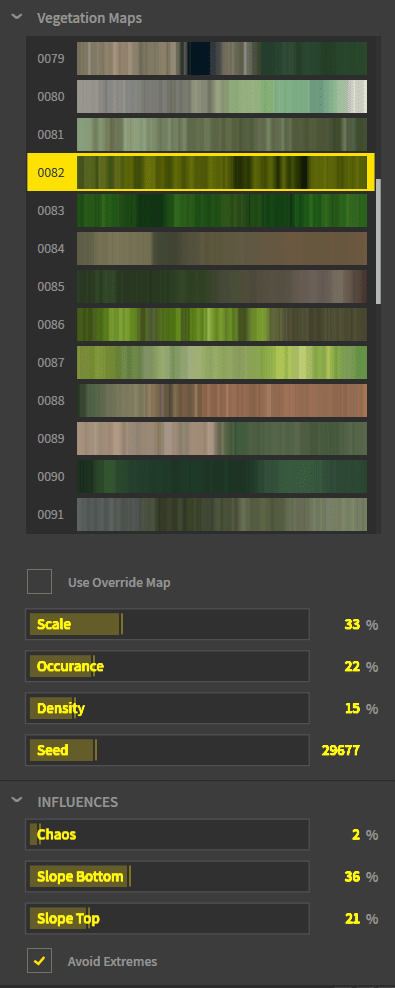 Vegetation Maps
0079
0080
0081
0082
0083
0084
0085
0086
0087
0088
0089
0090
0091
Use Override Map
Scale 33 %
Occurance 22 %
Density 15 %
Seed 29677
INFLUENCES
Chaos 2 %
Slope Bottom 36 %
Slope Top 21 %
Avoid Extremes